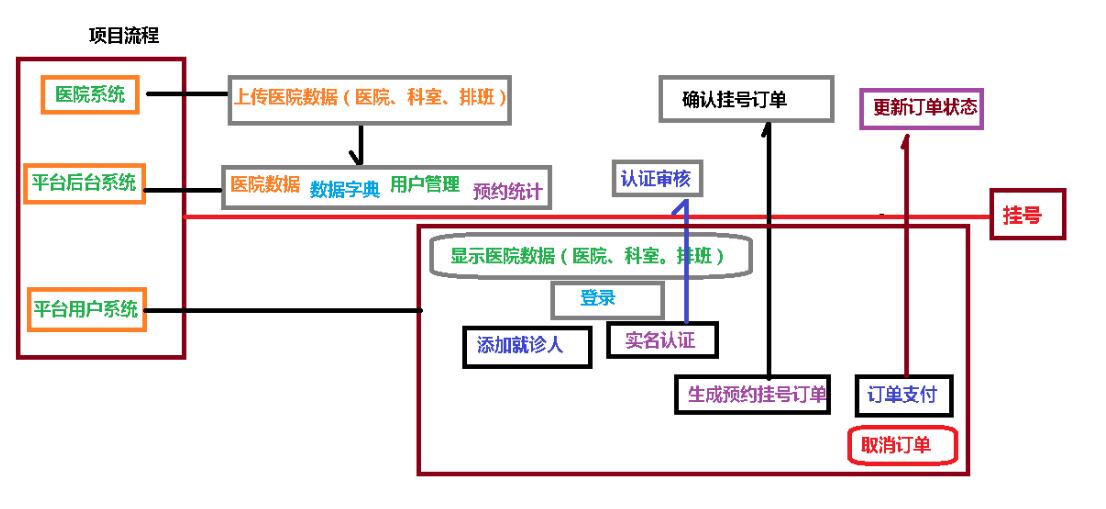 项目流程
医院系统
上传医院数据（医院、科室、排班）
确认挂号订单
更新订单状态
平台后台系统
医院数据 数据字典 用户管理 预约统计
认证审核
挂号
显示医院数据（医院、科室。排班）
登录
平台用户系统
添加就诊人
实名认证
生成预约挂号订单
订单支付
取消订单